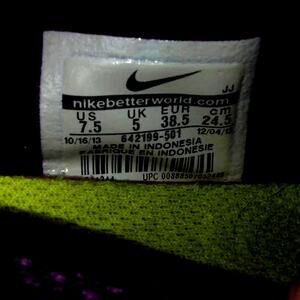 JJ
nikebetterworld.com
US UK EUR cm
7.5 5 38.5 24.5
10/16/13 642199-501 12/04/13
MADE IN INDONESIA
FABRIQUE EN INDONESIE
UPC